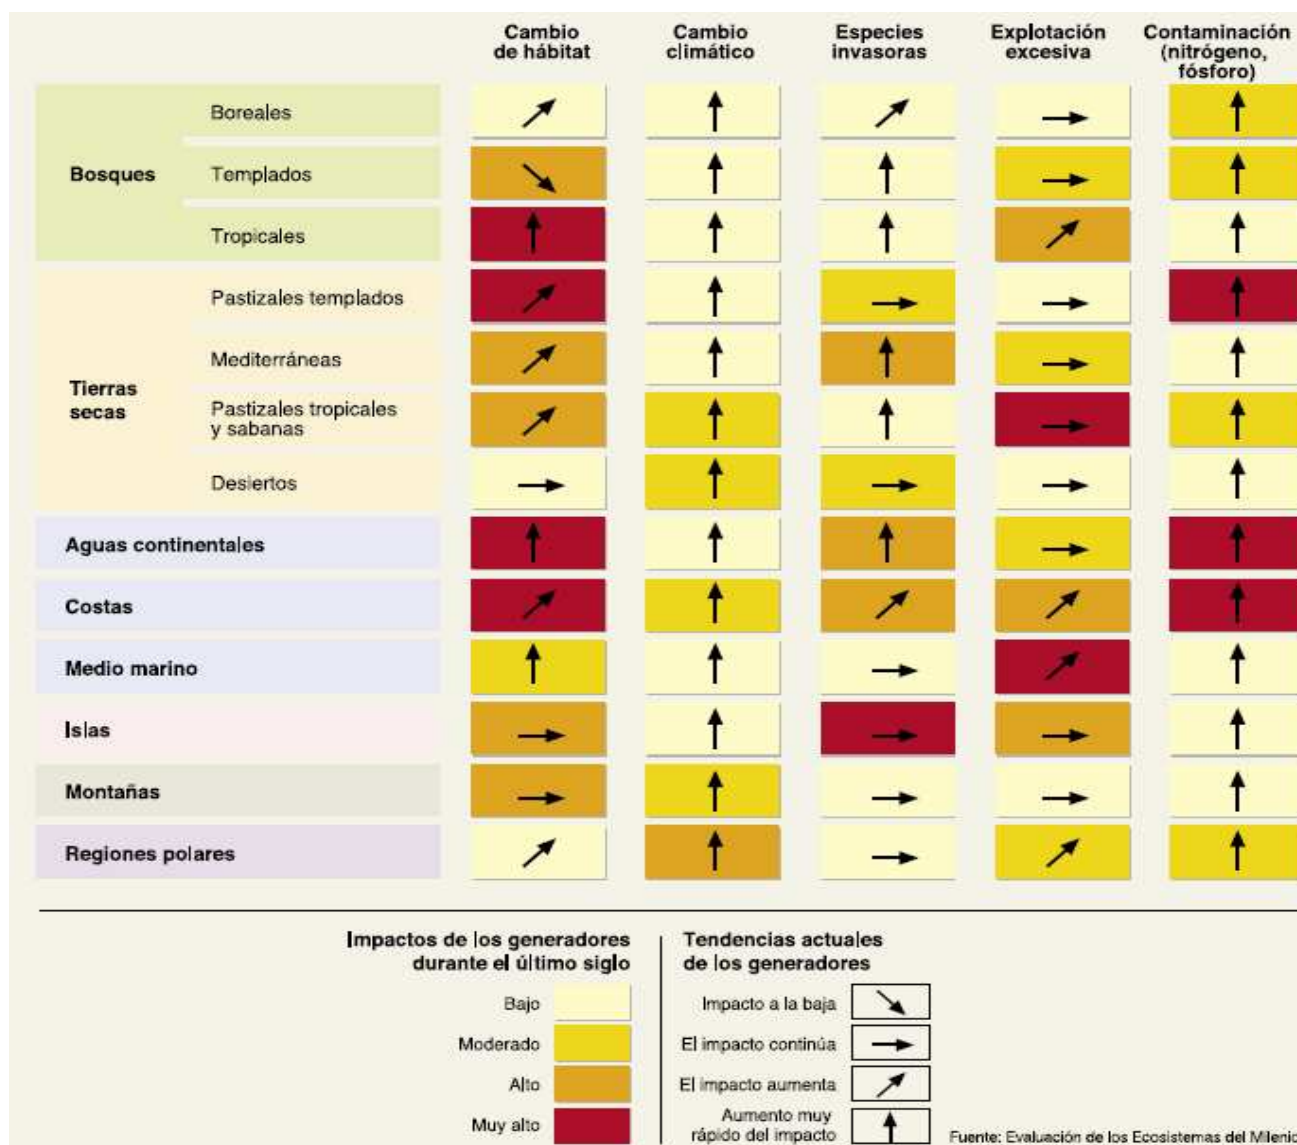 Cambio
de hábitat
Cambio
climático
Especies
invasoras
Explotación
excesiva
Contaminación
(nitrógeno,
fósforo)
Bosques
Boreales
Templados
Tropicales
Tierras
secas
Pastizales templados
Mediterráneas
Pastizales tropicales
y sabanas
Desiertos
Aguas continentales
Costas
Medio marino
Islas
Montañas
Regiones polares
Impactos de los generadores
durante el último siglo
Bajo
Moderado
Alto
Muy alto
Tendencias actuales
de los generadores
Impacto a la baja
El impacto continúa
El impacto aumenta
Aumento muy
rápido del impacto
Fuente: Evaluación de los Ecosistemas del Milenio